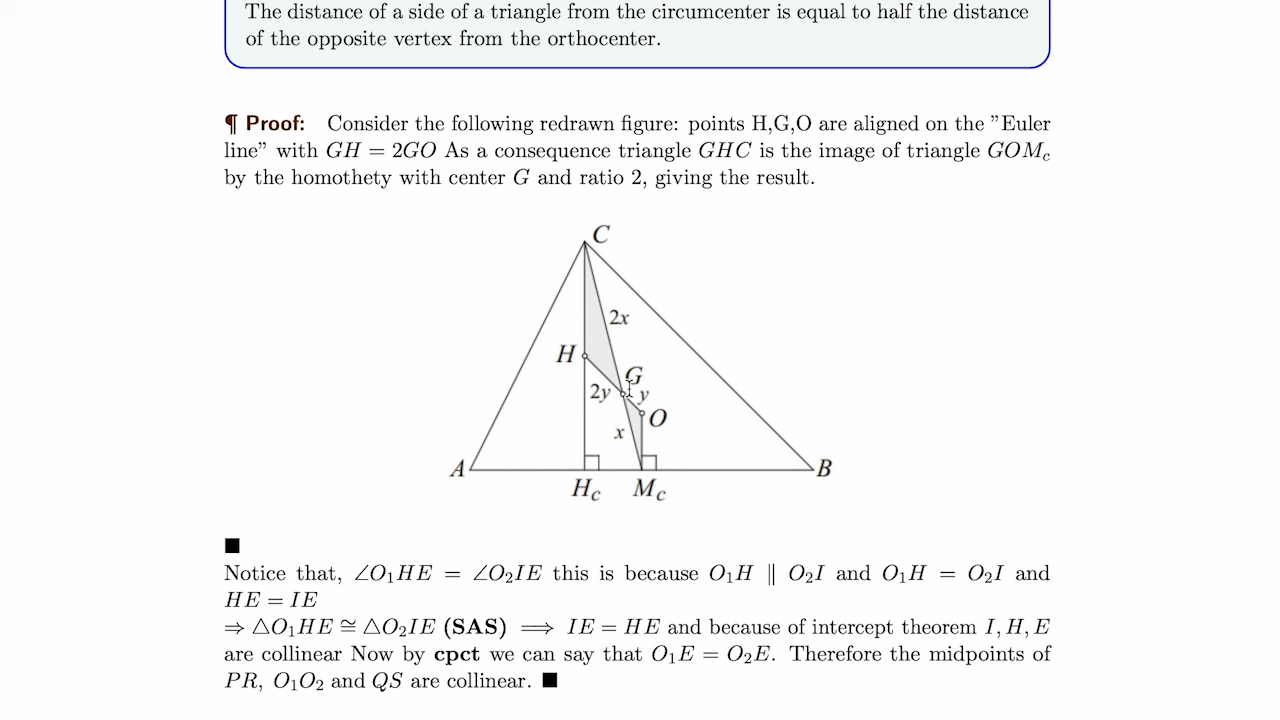 The distance of a side of a triangle from the circumcenter is equal to half the distance
of the opposite vertex from the orthocenter.
¶ Proof: Consider the following redrawn figure: points H,G,O are aligned on the ”Euler
line” with GH = 2GO As a consequence triangle GHC is the image of triangle GOM_c
by the homothety with center G and ratio 2, giving the result.
C
2x
H
G
2y
y
O
x
A
B
H_c
M_c
■
Notice that, ∠O₁HE = ∠O₂IE this is because O₁H ∥ O₂I and O₁H = O₂I and
HE = IE
⇒ △O₁HE ≅ △O₂IE (SAS) ⟹ IE = HE and because of intercept theorem I, H, E
are collinear Now by cpct we can say that O₁E = O₂E. Therefore the midpoints of
PR, O₁O₂ and QS are collinear. ■